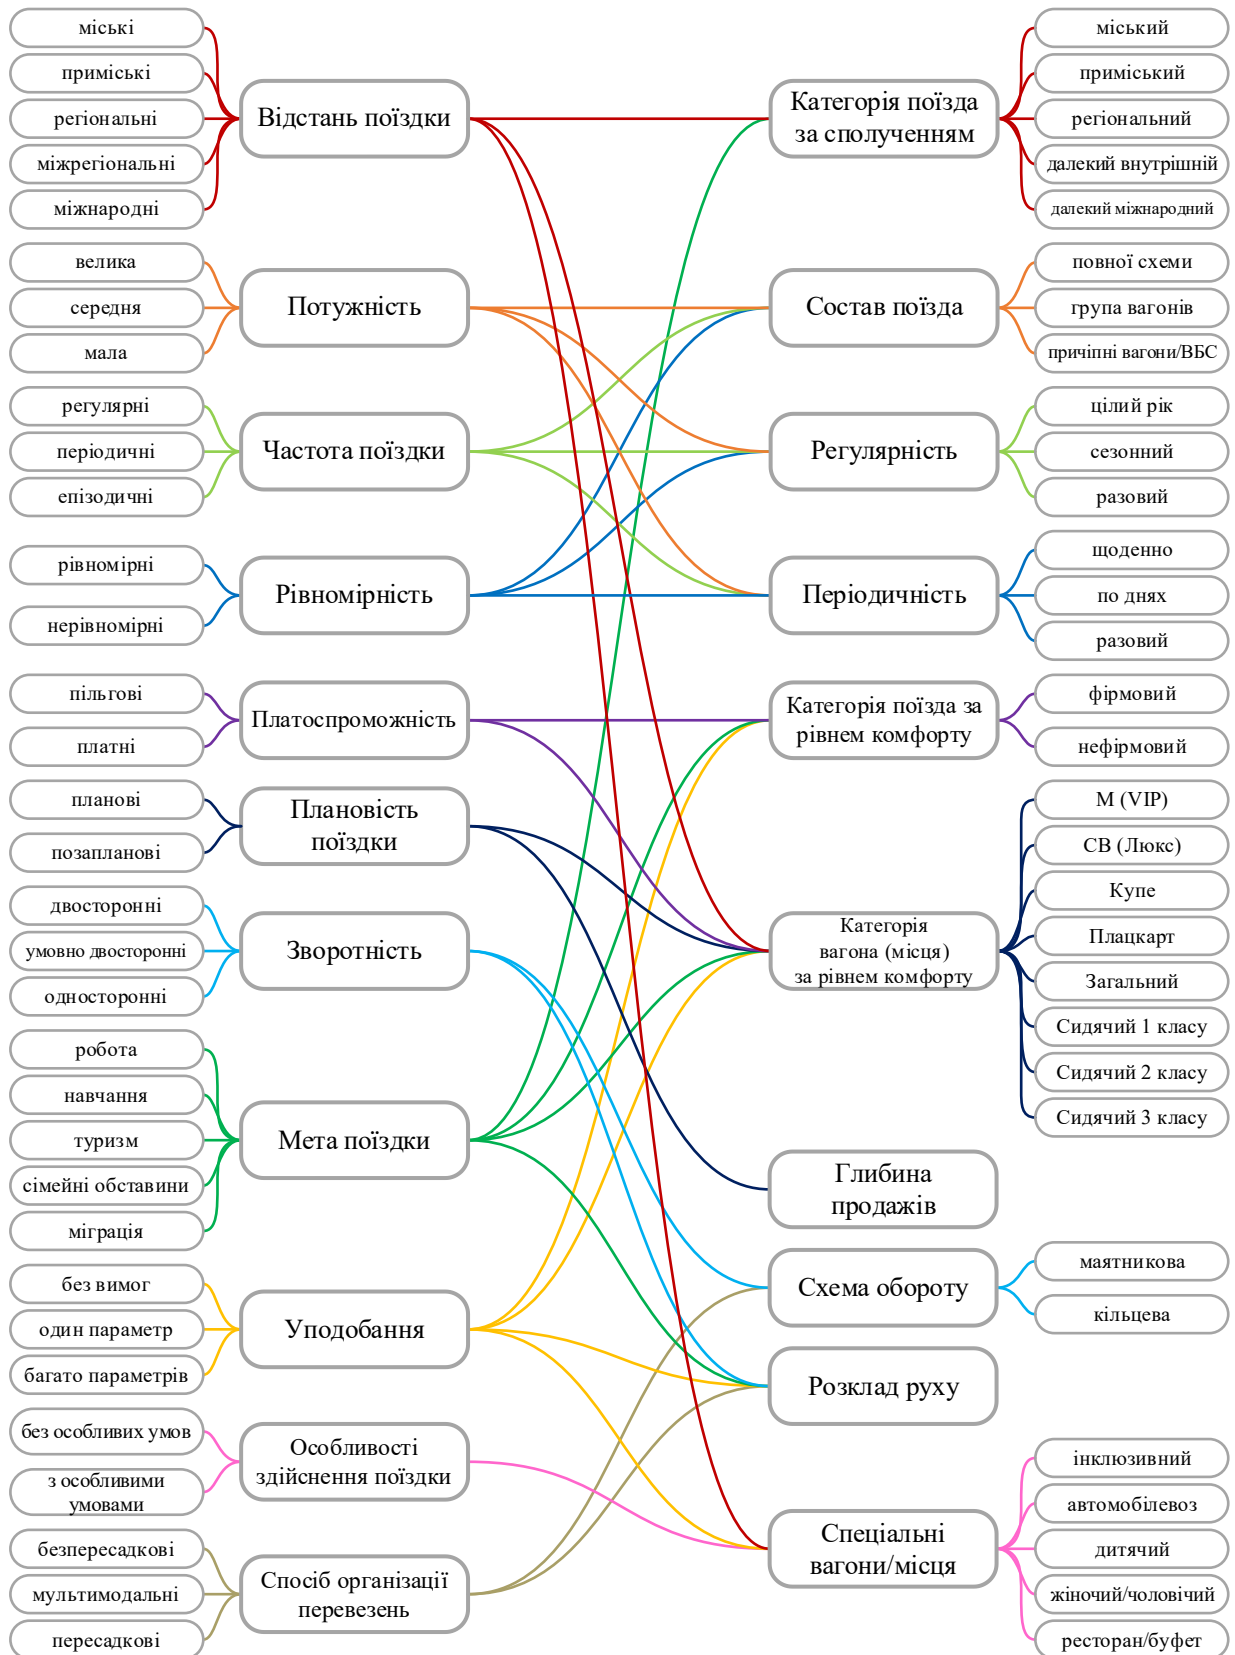 міські
приміські
регіональні
міжрегіональні
міжнародні
Відстань поїздки
Категорія поїзда
за сполученням
міський
приміський
регіональний
далекий внутрішній
далекий міжнародний
велика
середня
мала
Потужність
Состав поїзда
повної схеми
група вагонів
причіпні вагони/ВБС
регулярні
періодичні
епізодичні
Частота поїздки
Регулярність
цілий рік
сезонний
разовий
рівномірні
нерівномірні
Рівномірність
Періодичність
щоденно
по днях
разовий
пільгові
платні
Платоспроможність
Категорія поїзда за
рівнем комфорту
фірмовий
нефірмовий
планові
позапланові
Плановість
поїздки
двосторонні
умовно двосторонні
односторонні
Зворотність
Категорія
вагона (місця)
за рівнем комфорту
М (VIP)
СВ (Люкс)
Купе
Плацкарт
Загальний
Сидячий 1 класу
Сидячий 2 класу
Сидячий 3 класу
робота
навчання
туризм
сімейні обставини
міграція
Мета поїздки
Глибина
продажів
без вимог
один параметр
багато параметрів
Уподобання
Схема обороту
маятникова
кільцева
Розклад руху
без особливих умов
з особливими
умовами
Особливості
здійснення поїздки
безпересадкові
мультимодальні
пересадкові
Спосіб організації
перевезень
Спеціальні
вагони/місця
інклюзивний
автомобілевоз
дитячий
жіночий/чоловічий
ресторан/буфет